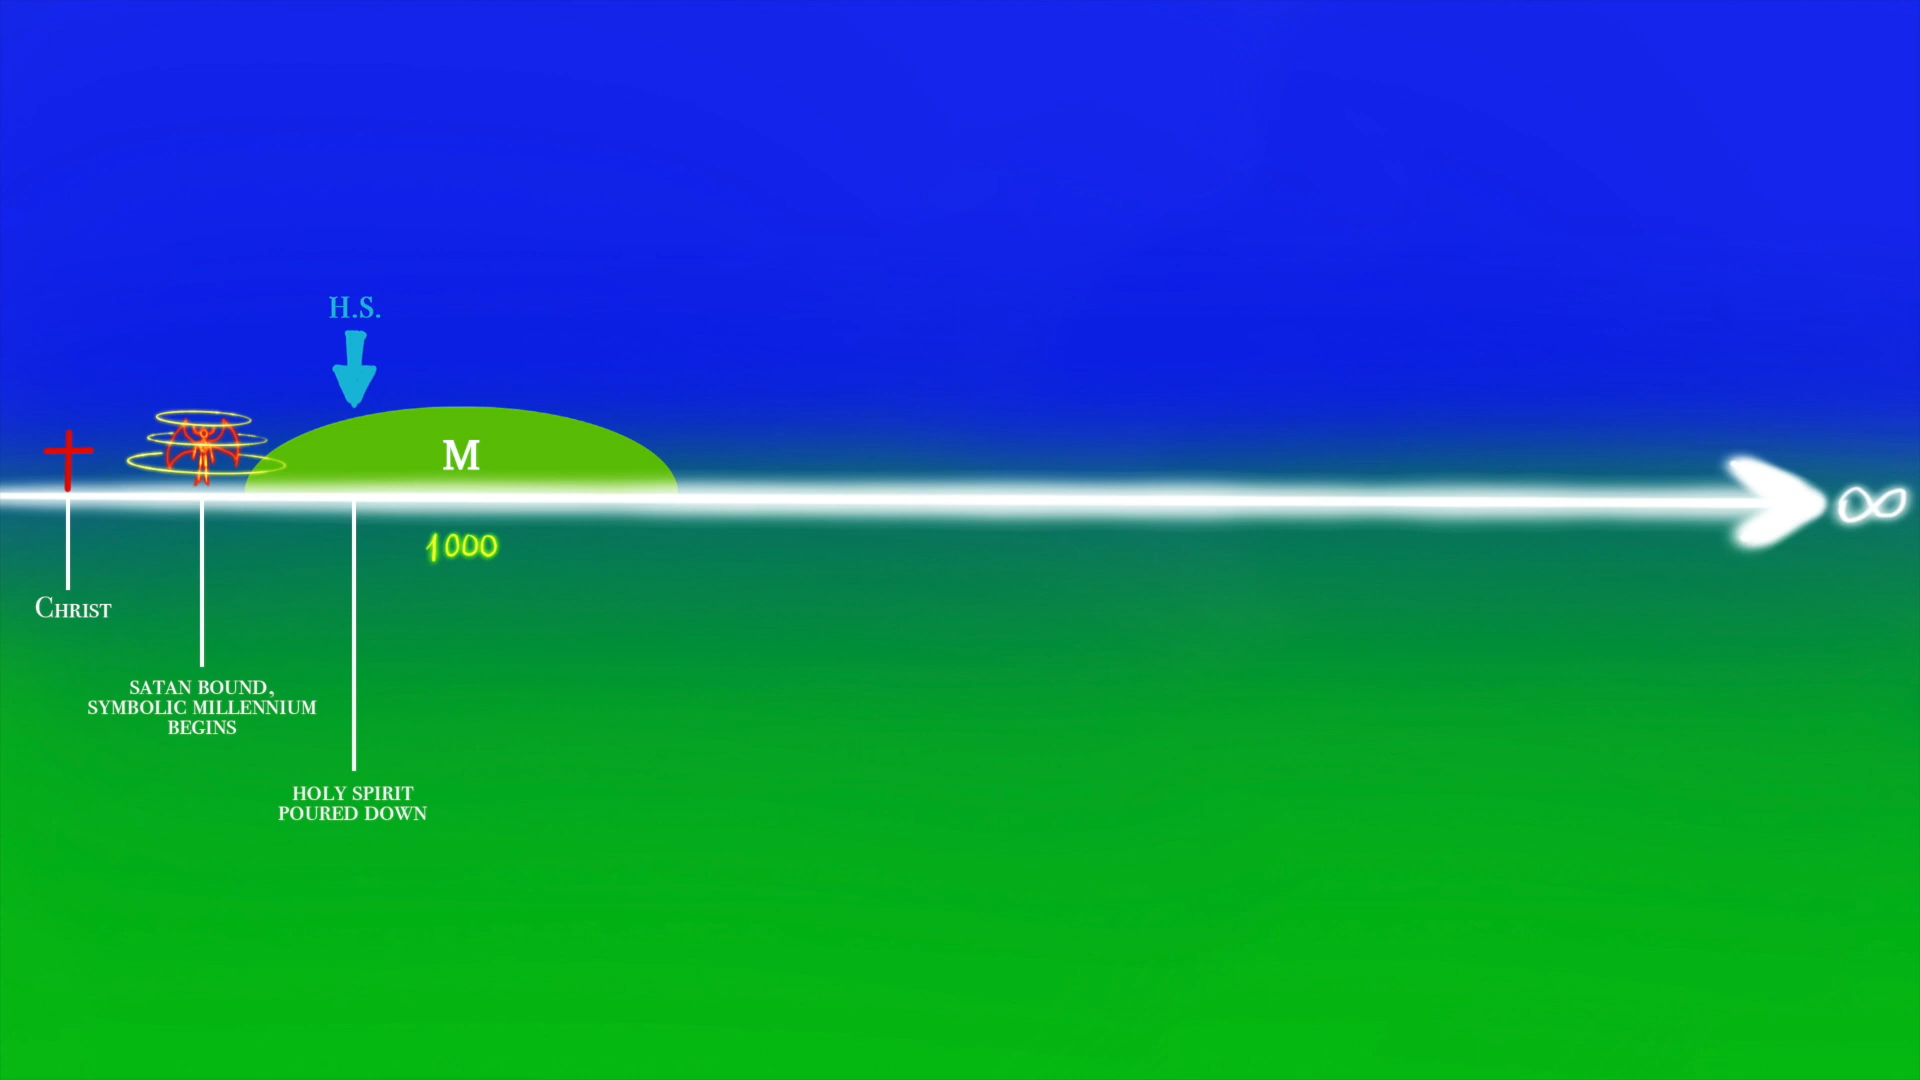 H.S.
M
1000
∞
CHRIST
SATAN BOUND,
SYMBOLIC MILLENNIUM
BEGINS
HOLY SPIRIT
POURED DOWN